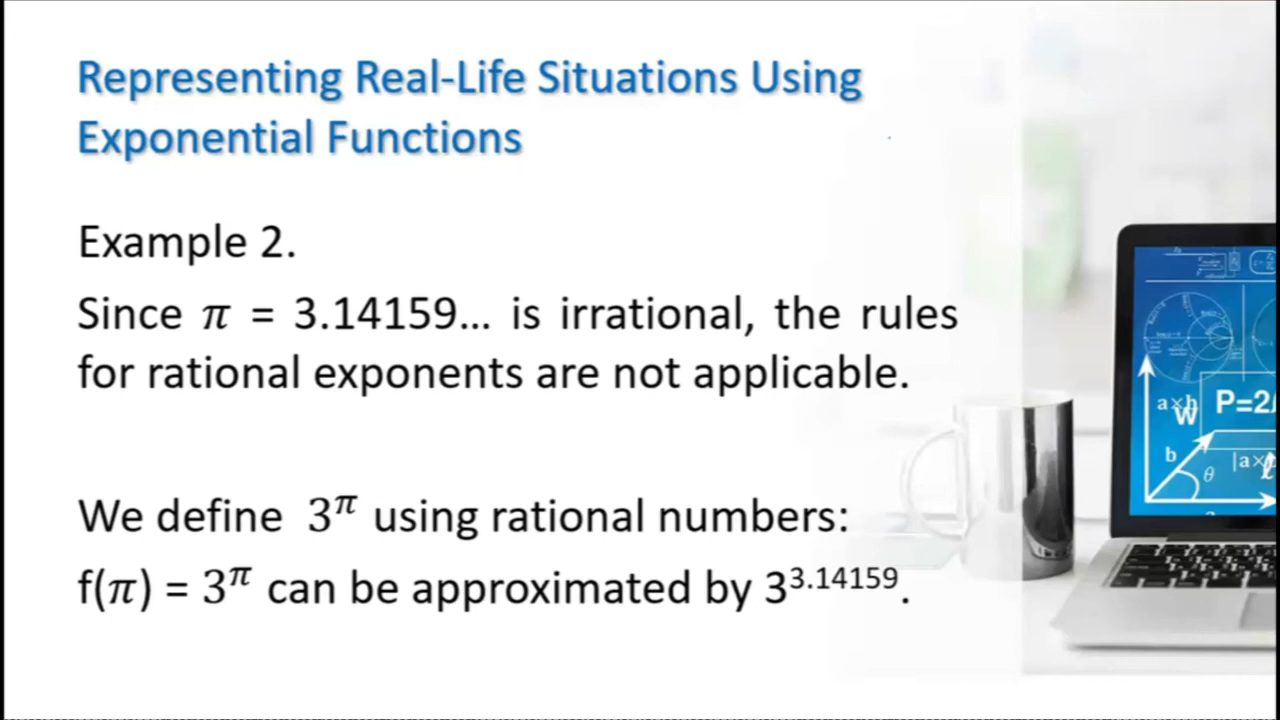 Representing Real-Life Situations Using
Exponential Functions
Example 2.
Since π = 3.14159... is irrational, the rules
for rational exponents are not applicable.
We define 3^π using rational numbers:
f(π) = 3^π can be approximated by 3^3.14159.
a×b
W
P=2
b
θ
|a×
ℓ